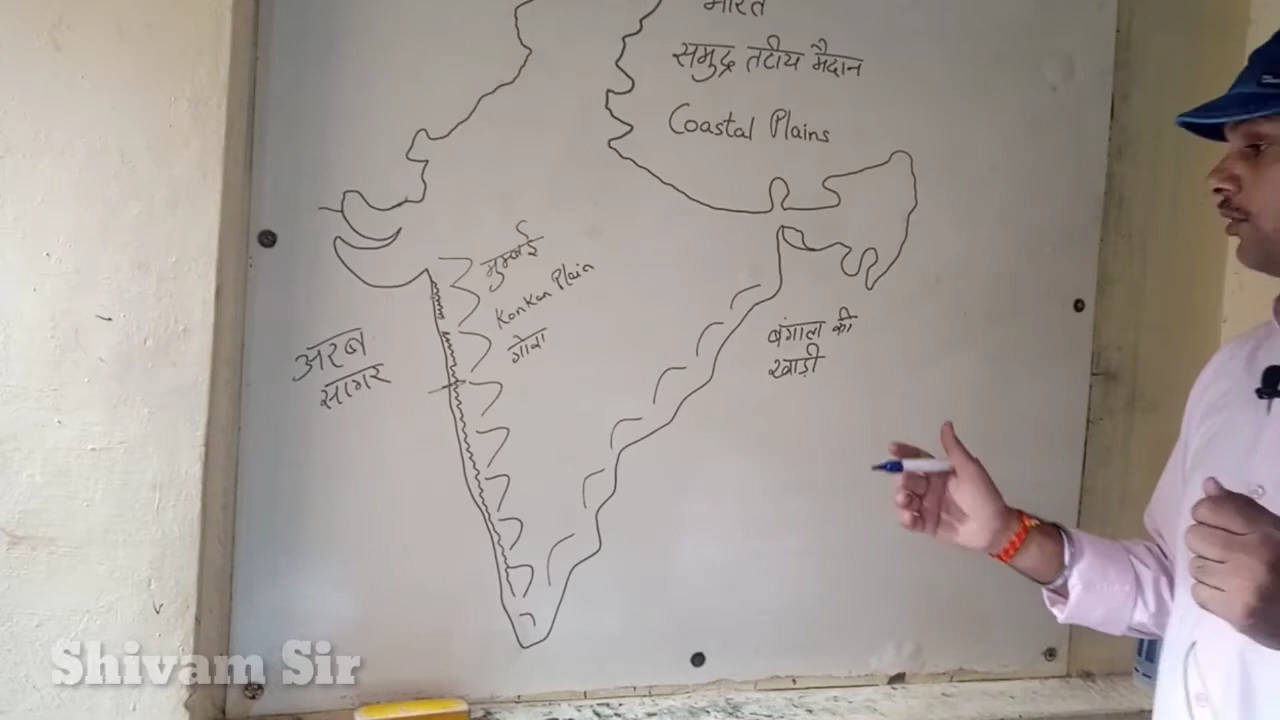 भारत
समुद्र तटीय मैदान
Coastal Plains
मुम्बई
Konkan Plain
गोवा
अरब
सागर
बंगाल की
खाड़ी
Shivam Sir